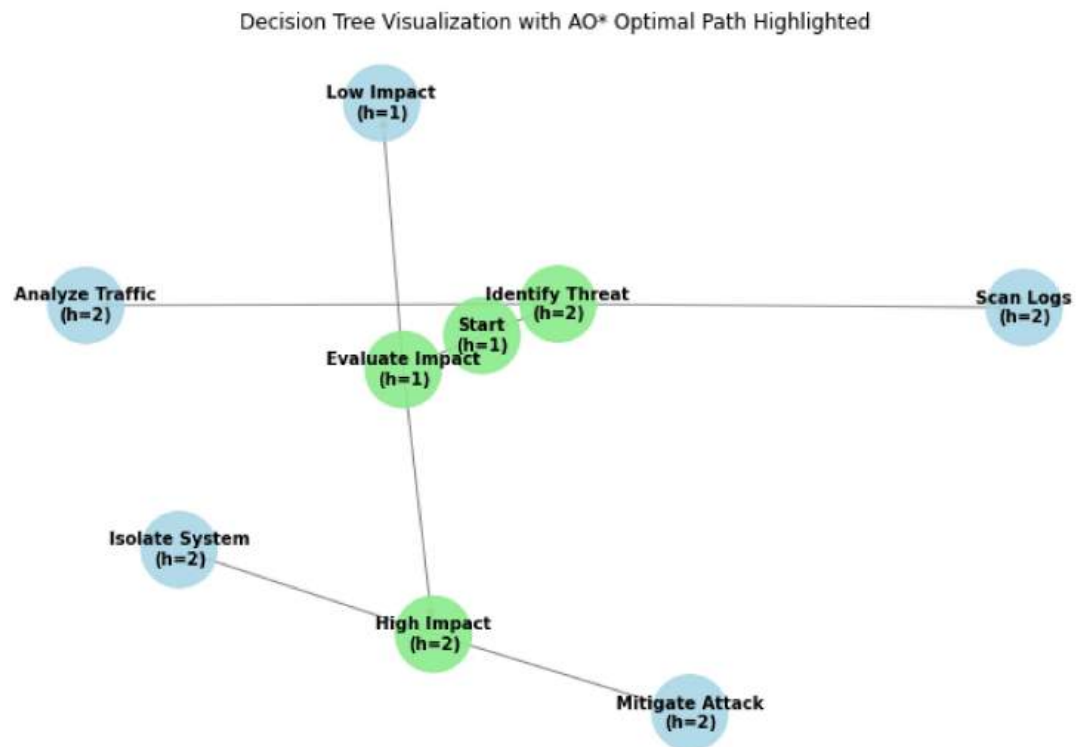 Decision Tree Visualization with AO* Optimal Path Highlighted
Low Impact
(h=1)
Analyze Traffic
(h=2)
Identify Threat
(h=2)
Scan Logs
(h=2)
Start
(h=1)
Evaluate Impact
(h=1)
Isolate System
(h=2)
High Impact
(h=2)
Mitigate Attack
(h=2)